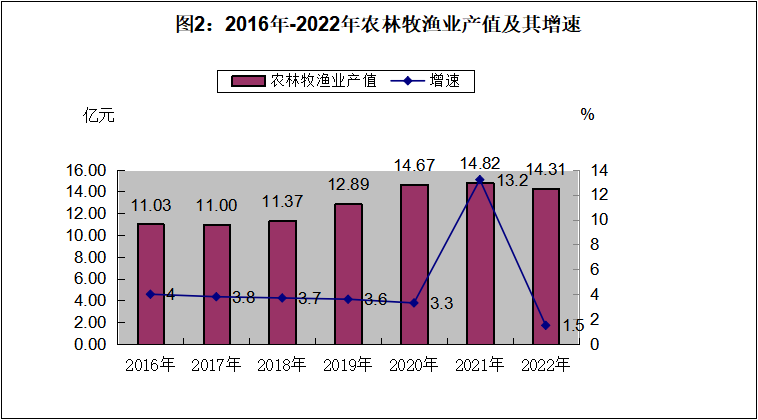 图2：2016年-2022年农林牧渔业产值及其增速
农林牧渔业产值 增速
亿元 %
16.00 14.67 14.82 14.31 14
14.00 12.89 13.2 12
12.00 11.03 11.00 11.37 10
10.00 8
8.00 6
6.00 4
4.00 4 3.8 3.7 3.6 3.3 2
2.00 1.5 0
0.00
2016年 2017年 2018年 2019年 2020年 2021年 2022年